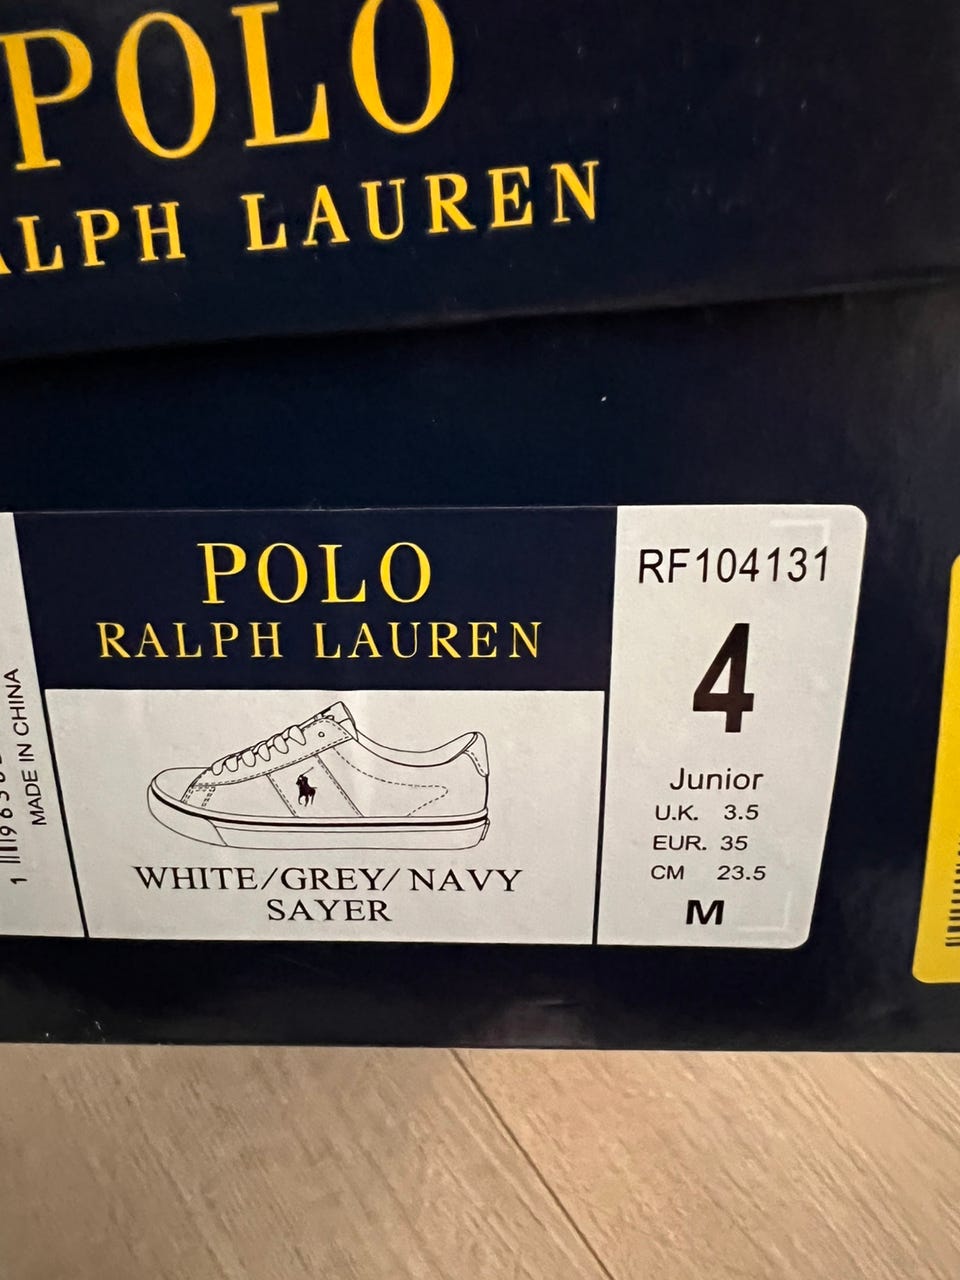 POLO
ALPH LAUREN
POLO
RALPH LAUREN
RF104131
4
Junior
U.K. 3.5
EUR. 35
CM 23.5
M
WHITE/GREY/ NAVY
SAYER
MADE IN CHINA